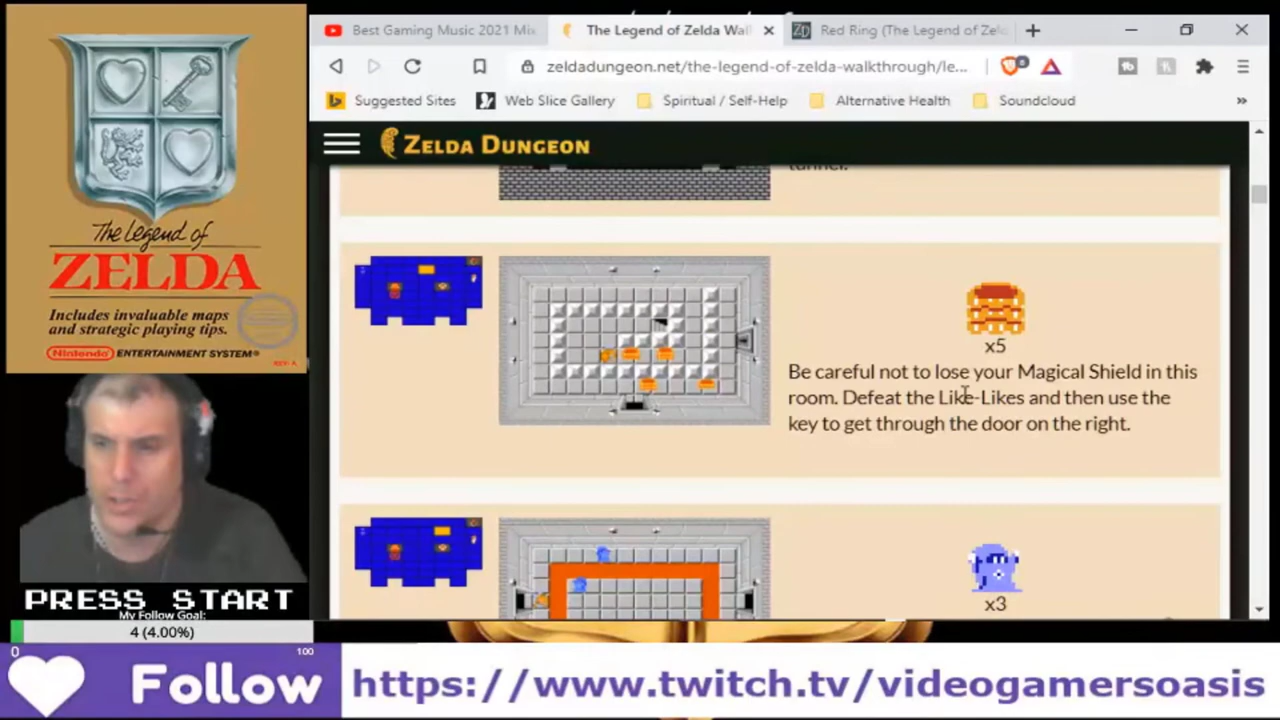 The Legend of
ZELDA
Includes invaluable maps
and strategic playing tips.
Nintendo ENTERTAINMENT SYSTEM®
REV-A
PRESS START
My Follow Goal:
4 (4.00%)
0 100
Best Gaming Music 2021 Mix
The Legend of Zelda Wal
Red Ring (The Legend of Zel
zeldadungeon.net/the-legend-of-zelda-walkthrough/le...
Suggested Sites
Web Slice Gallery
Spiritual / Self-Help
Alternative Health
Soundcloud
»
ZELDA DUNGEON
tunnel.
x5
Be careful not to lose your Magical Shield in this
room. Defeat the Like-Likes and then use the
key to get through the door on the right.
x3
Follow https://www.twitch.tv/videogamersoasis